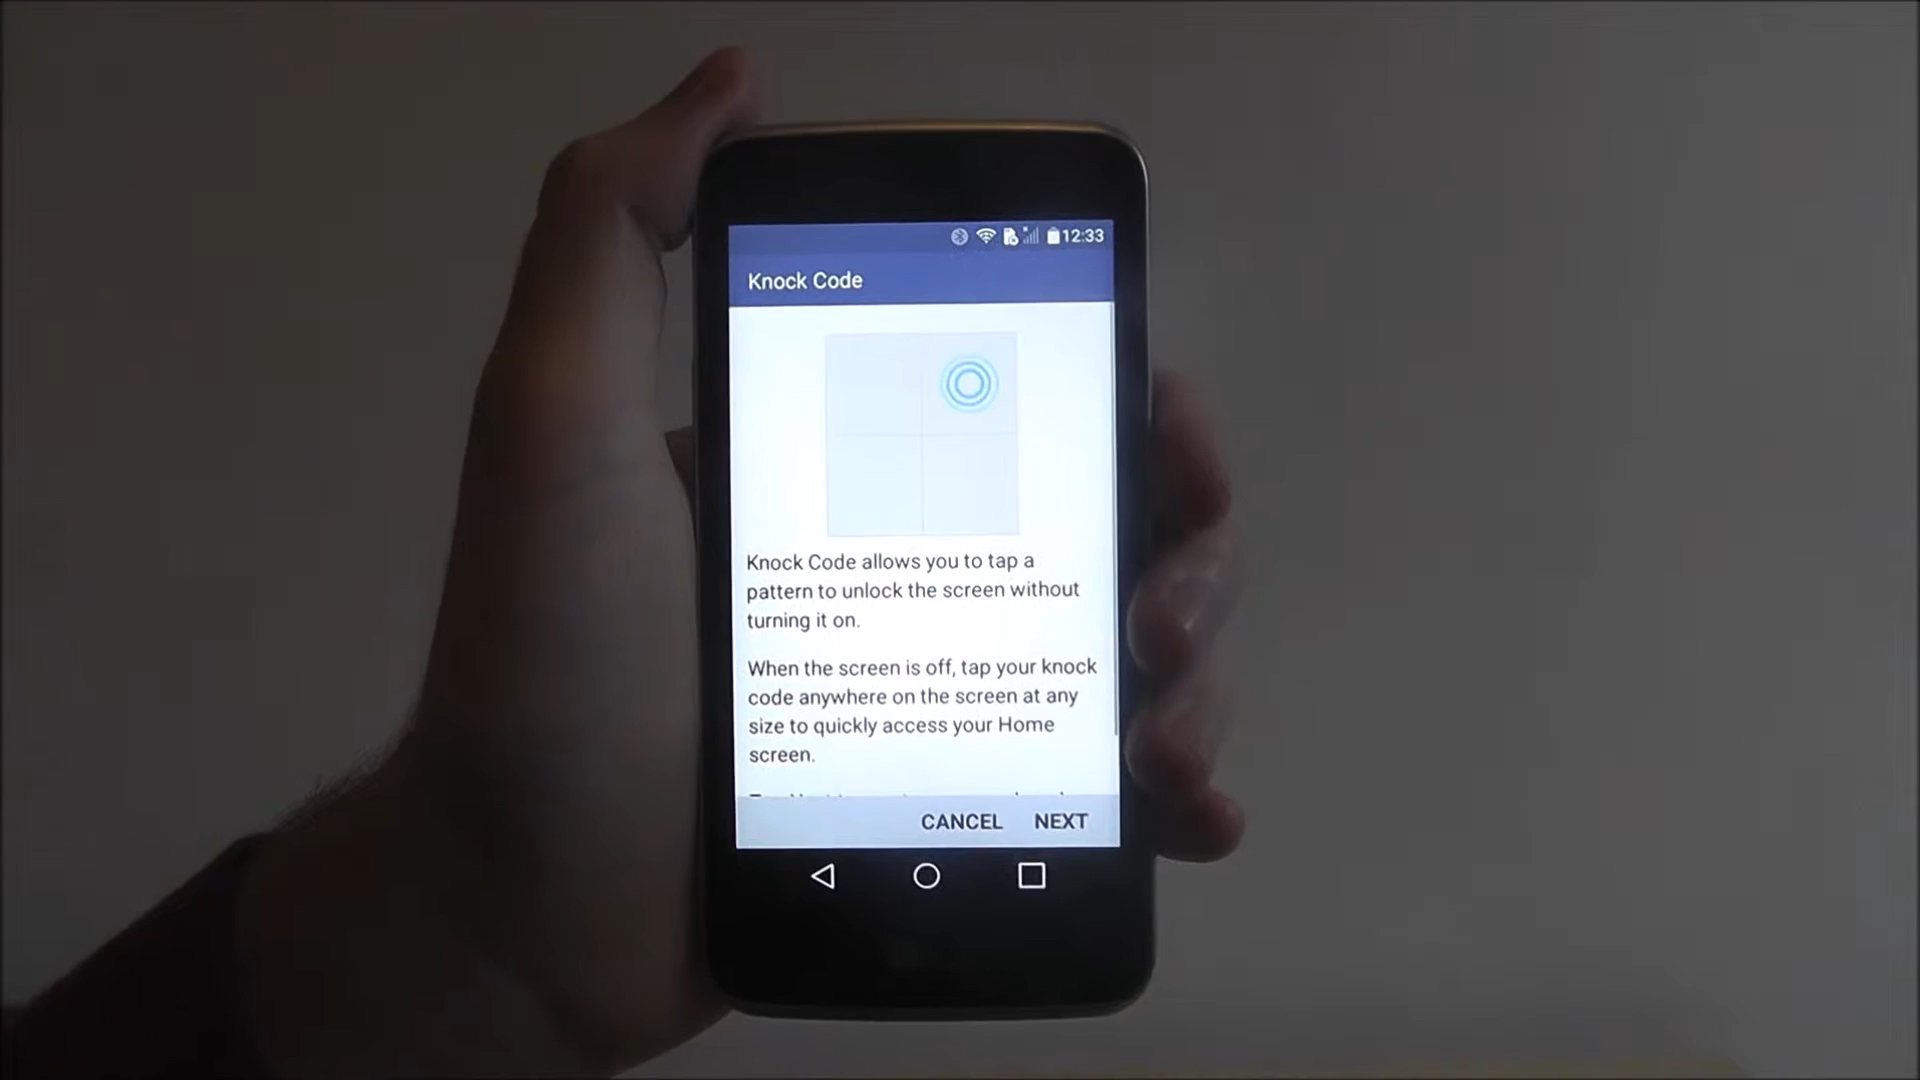 12:33
Knock Code
Knock Code allows you to tap a
pattern to unlock the screen without
turning it on.
When the screen is off, tap your knock
code anywhere on the screen at any
size to quickly access your Home
screen.
CANCEL NEXT